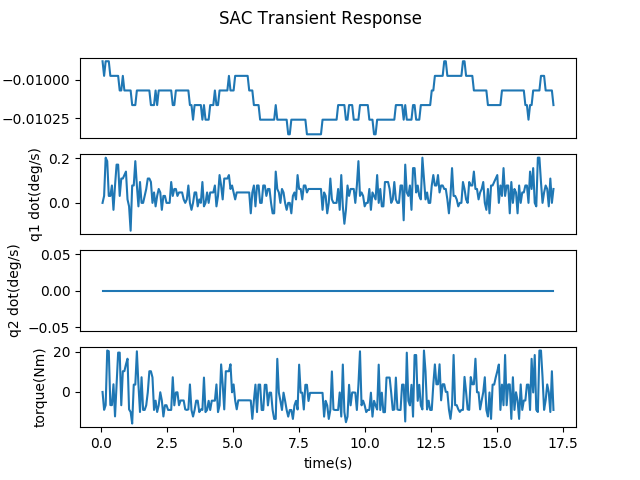 SAC Transient Response
−0.01000
−0.01025
0.2
0.0
q1 dot(deg/s)
0.05
0.00
−0.05
q2 dot(deg/s)
20
0
torque(Nm)
0.0 2.5 5.0 7.5 10.0 12.5 15.0 17.5
time(s)